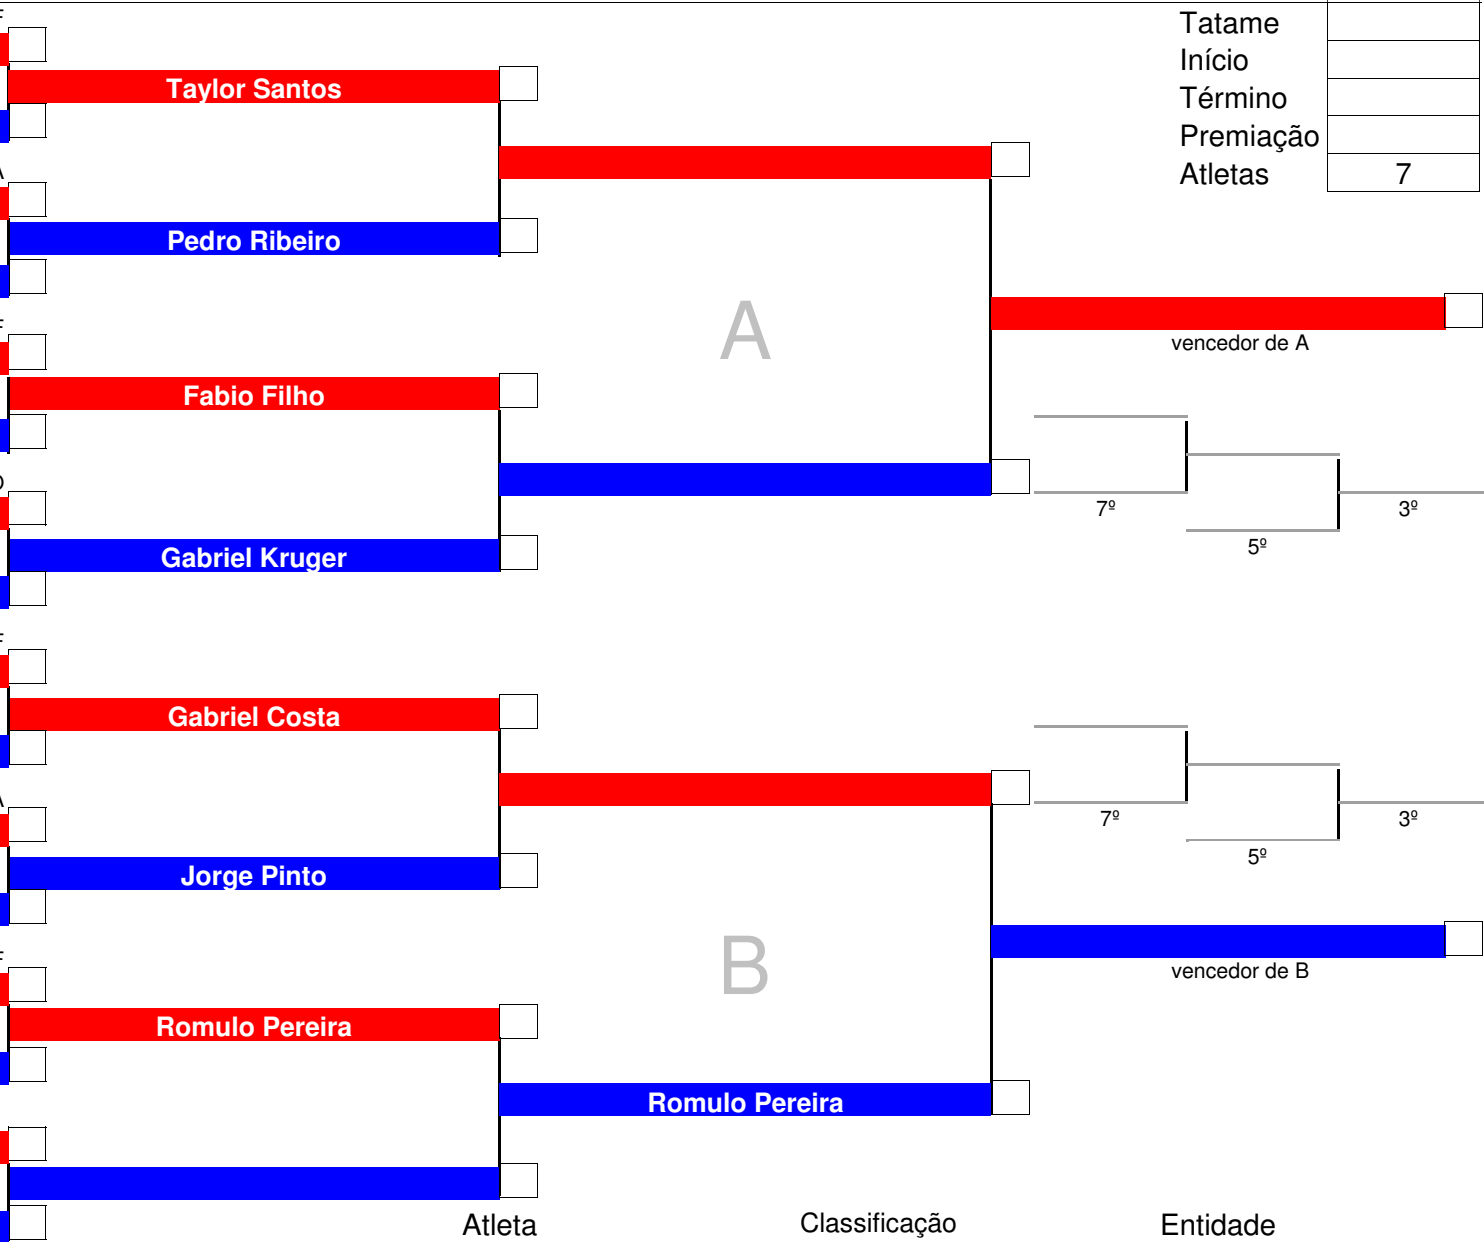 Tatame
Início
Término
Premiação
Atletas 7
Taylor Santos
Pedro Ribeiro
A
vencedor de A
Fabio Filho
7º 3º
5º
Gabriel Kruger
Gabriel Costa
7º 3º
5º
Jorge Pinto
B
vencedor de B
Romulo Pereira
Romulo Pereira
Atleta Classificação Entidade